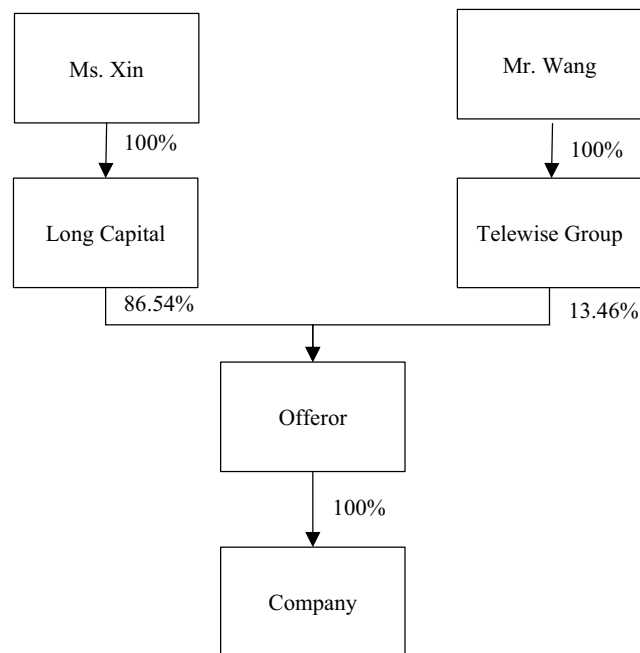 Ms. Xin
Mr. Wang
100%
100%
Long Capital
Telewise Group
86.54%
13.46%
Offeror
100%
Company